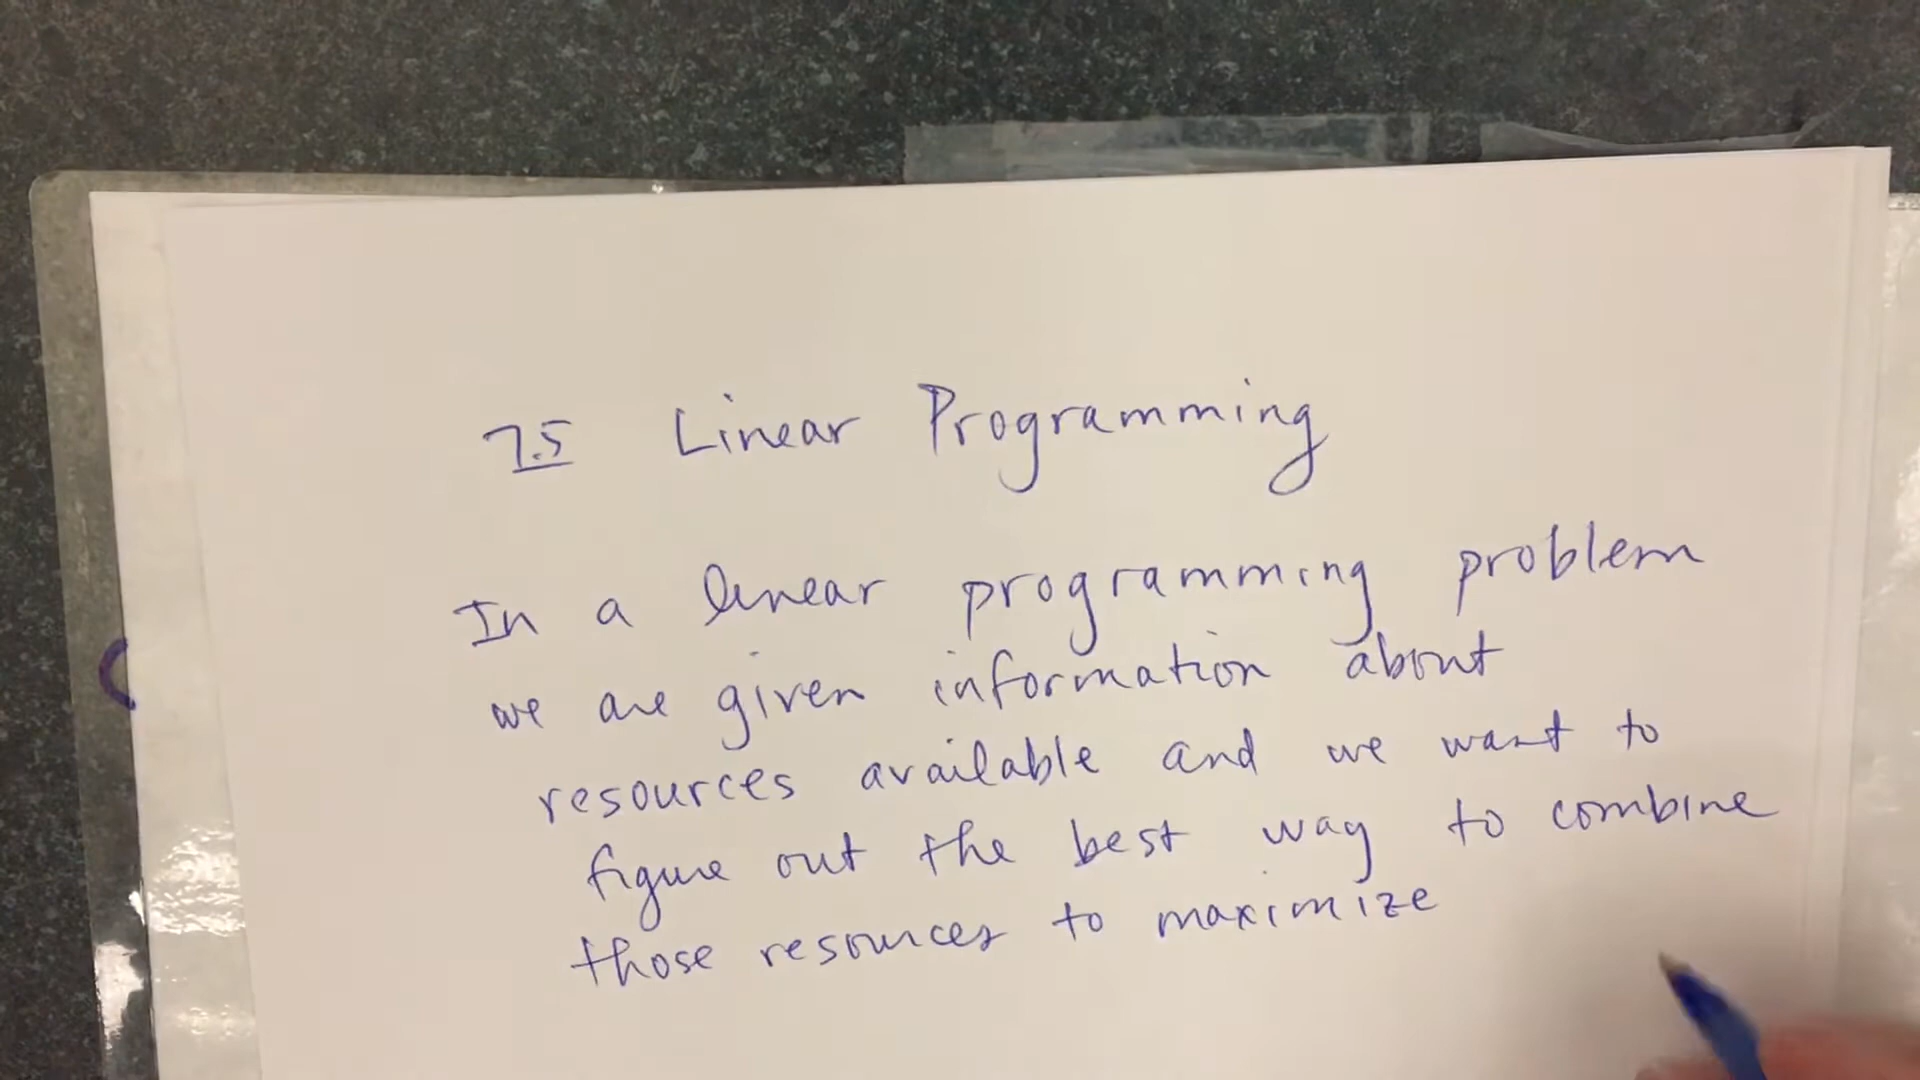 7.5 Linear Programming
In a linear programming problem
we are given information about
resources available and we want to
figure out the best way to combine
those resources to maximize